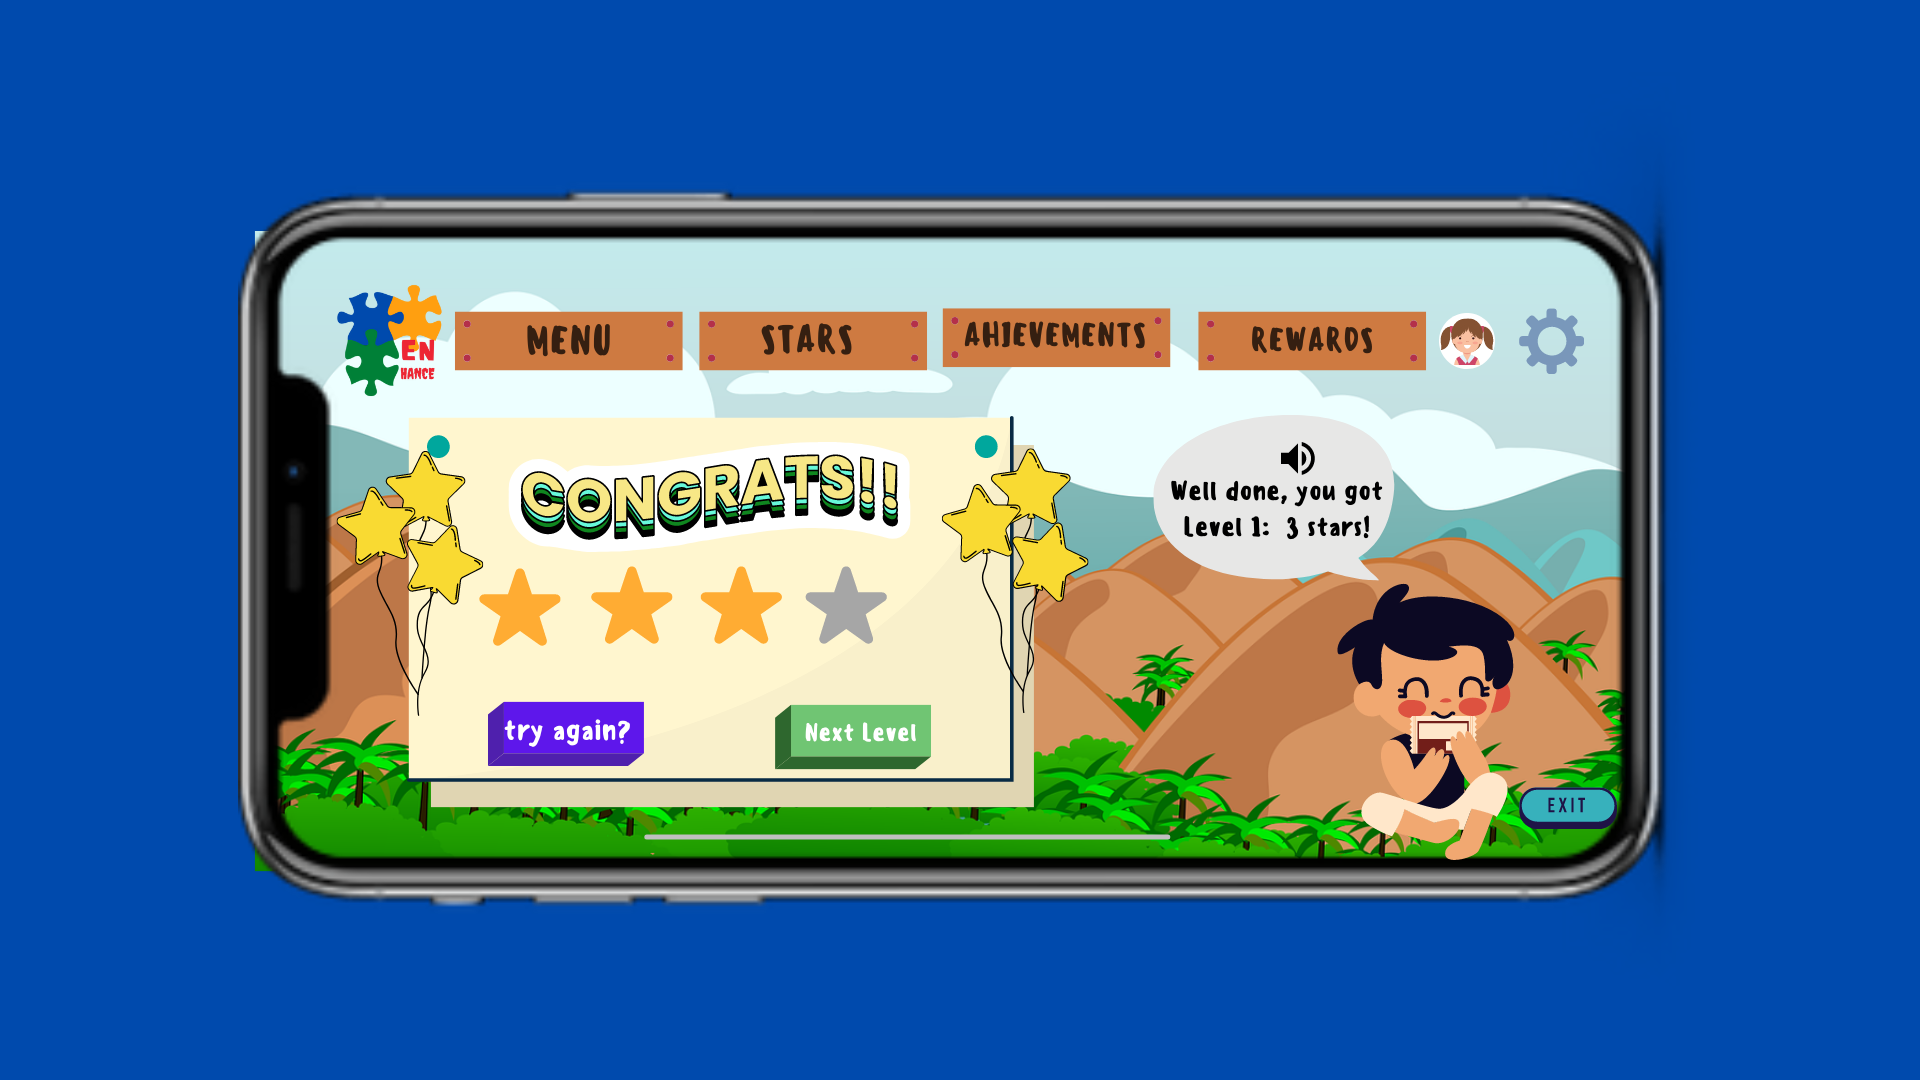 EN
HANCE
MENU
STARS
AHIEVEMENTS
REWARDS
CONGRATS!!
Well done, you got
Level 1: 3 stars!
try again?
Next Level
EXIT